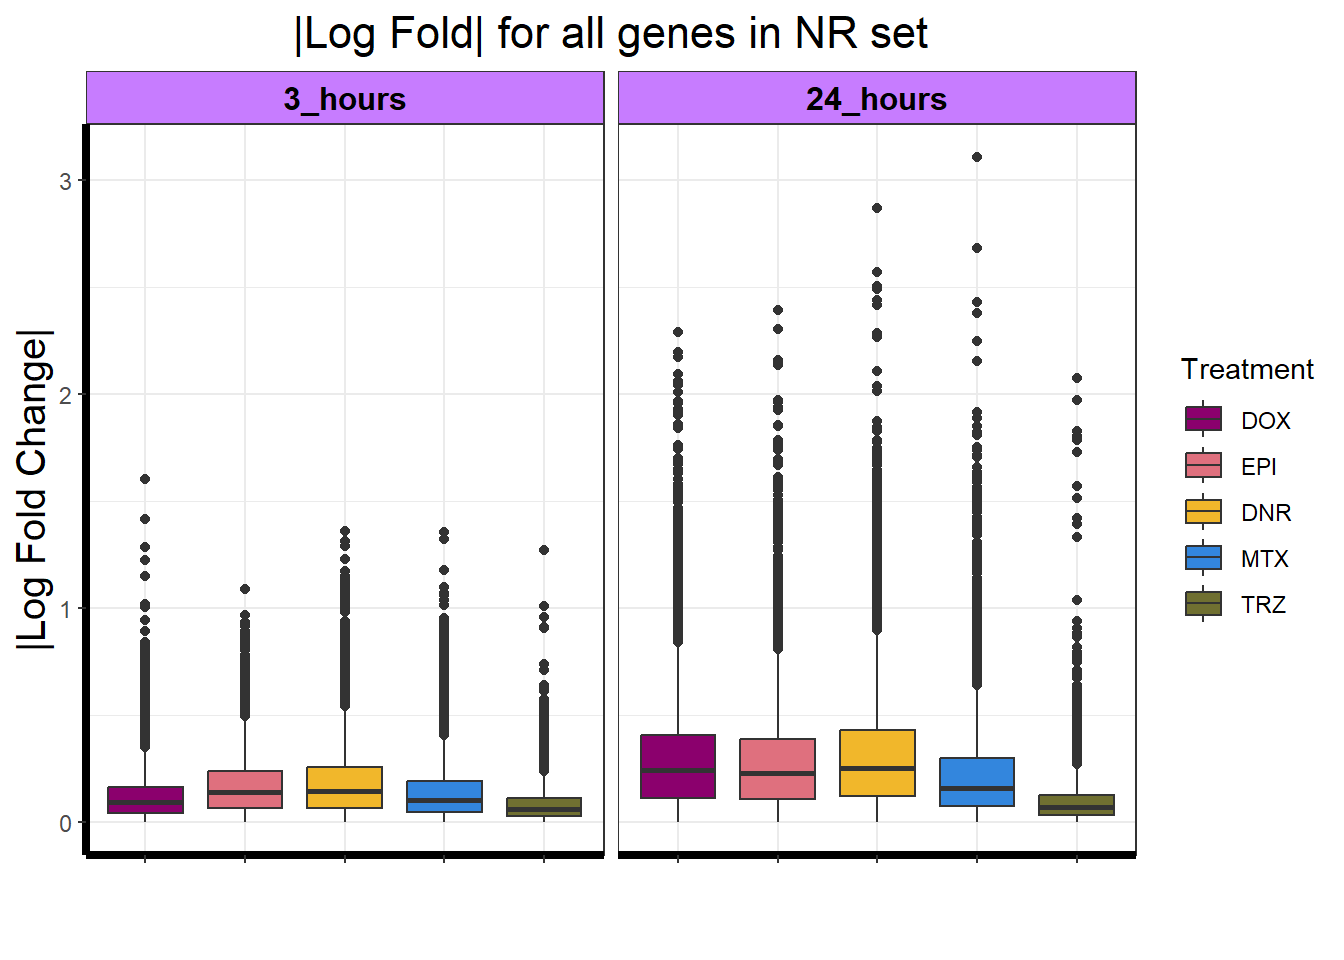 |Log Fold| for all genes in NR set
3_hours
24_hours
|Log Fold Change|
3
2
1
0
Treatment
DOX
EPI
DNR
MTX
TRZ